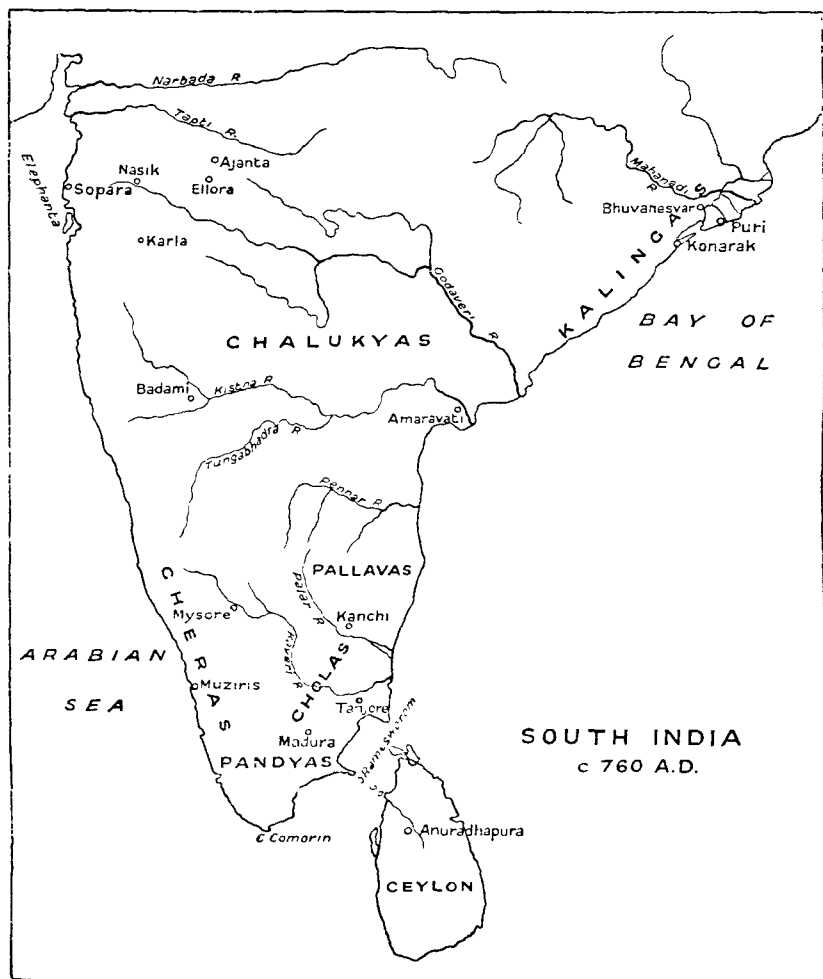 Narbada R
Tapti R.
Ajanta
Nasik
Ellora
Elephanta
Sopara
Karla
Mahanadi R
Bhuvanesvar
Puri
Konarak
KALINGAS
Godaveri R
BAY OF
BENGAL
CHALUKYAS
Badami
Kistna R
Amaravati
Tungabhadra R
Pennar R
PALLAVAS
CHERAS
Mysore
Palar R
Kanchi
Kaveri R
CHOLAS
ARABIAN
SEA
Muziris
Tanjore
Madura
PANDYAS
Rameswaram
SOUTH INDIA
c 760 A.D.
C Comorin
Anuradhapura
CEYLON